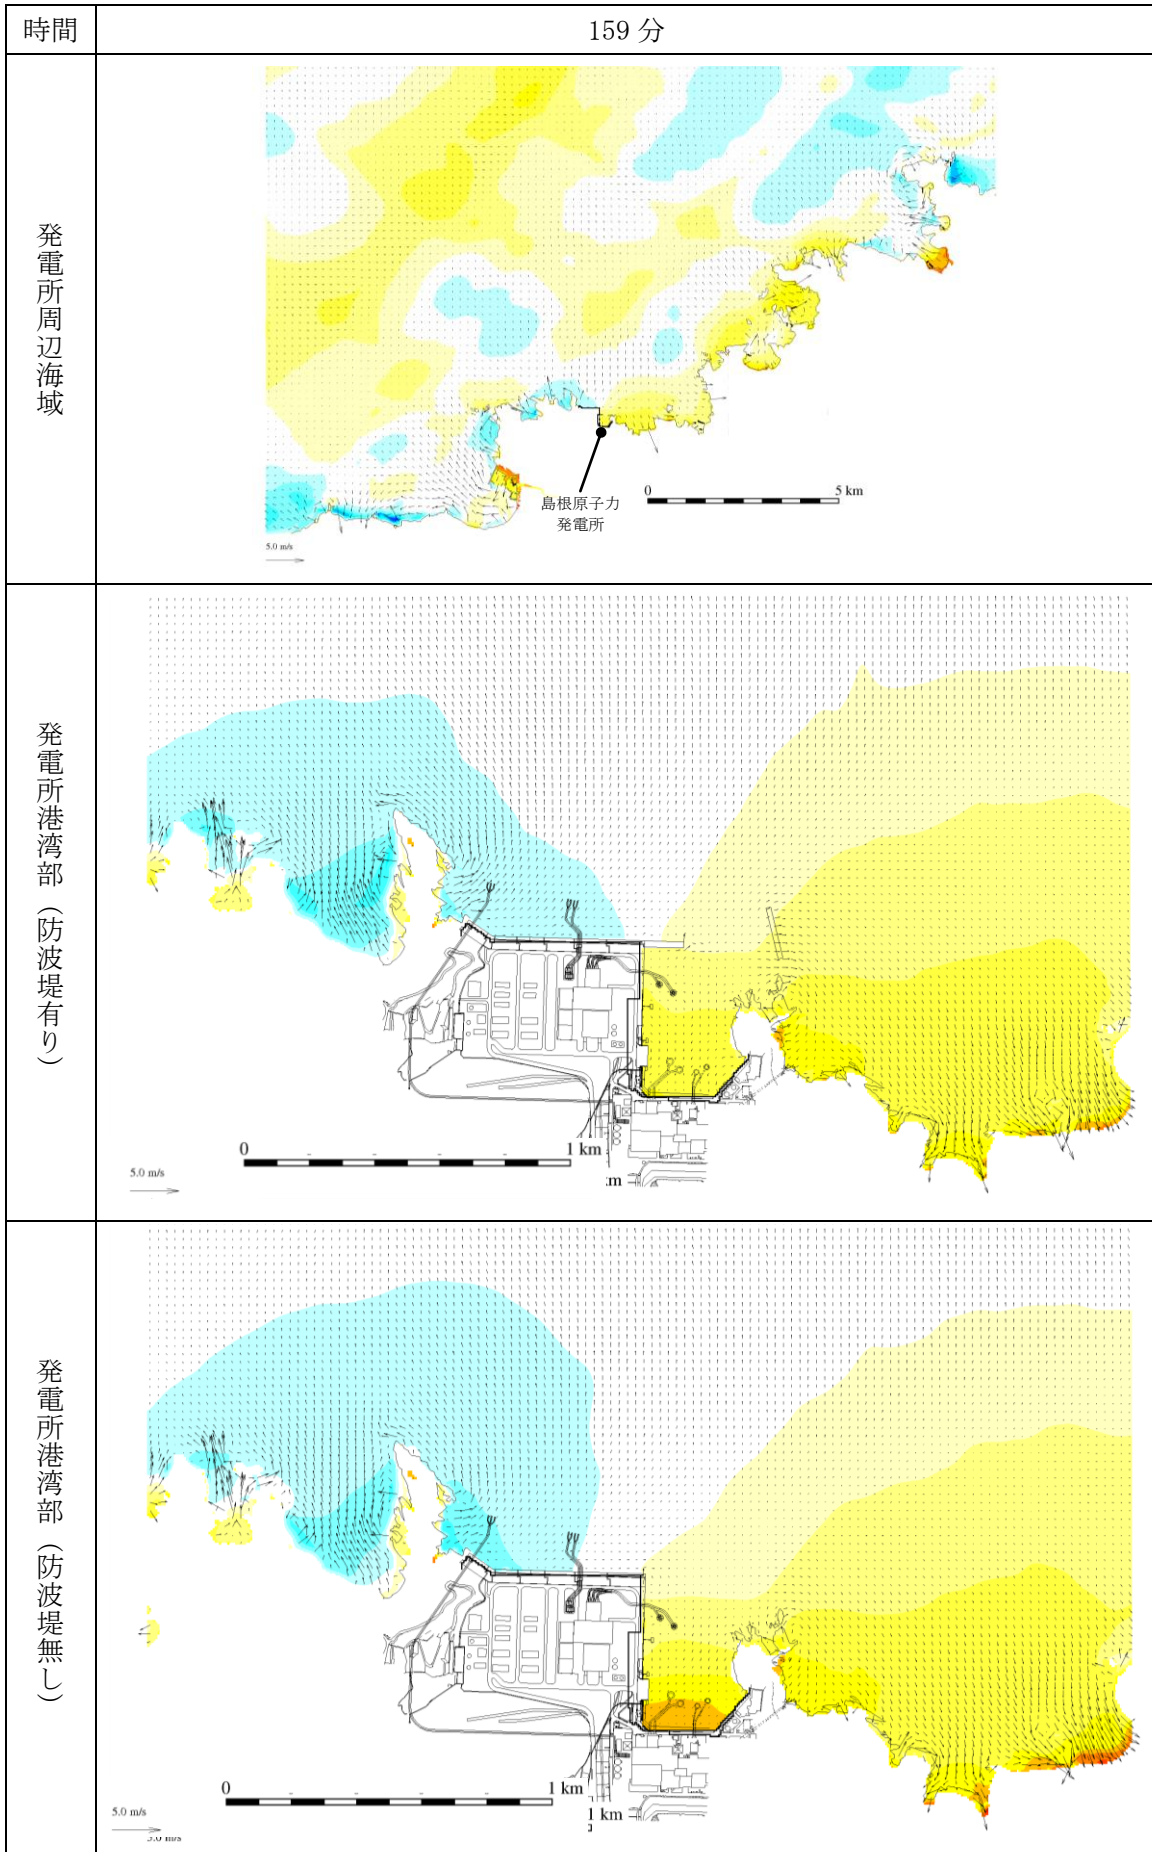 時間
159 分
発電所周辺海域
島根原子力
発電所
0
5 km
5.0 m/s
発電所港湾部（防波堤有り）
0
1 km
:m
5.0 m/s
発電所港湾部（防波堤無し）
0
1 km
1 km
5.0 m/s